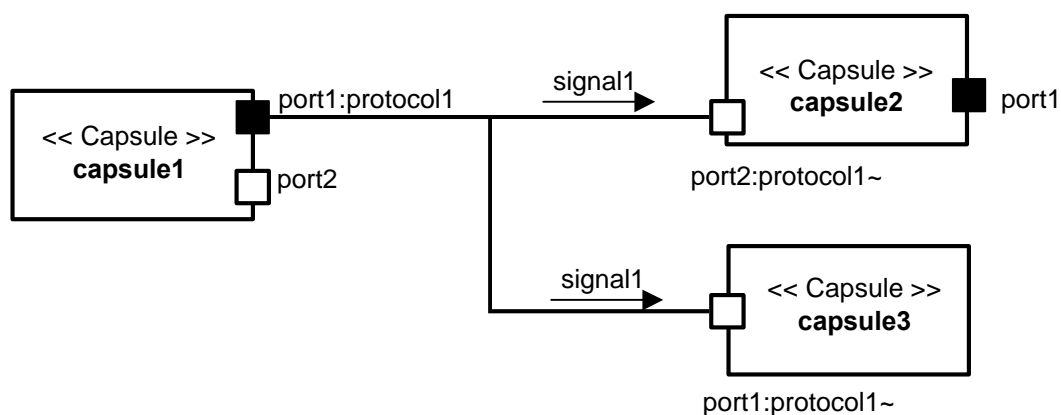 << Capsule >>
capsule1
port1:protocol1
port2
signal1
<< Capsule >>
capsule2
port1
port2:protocol1~
signal1
<< Capsule >>
capsule3
port1:protocol1~